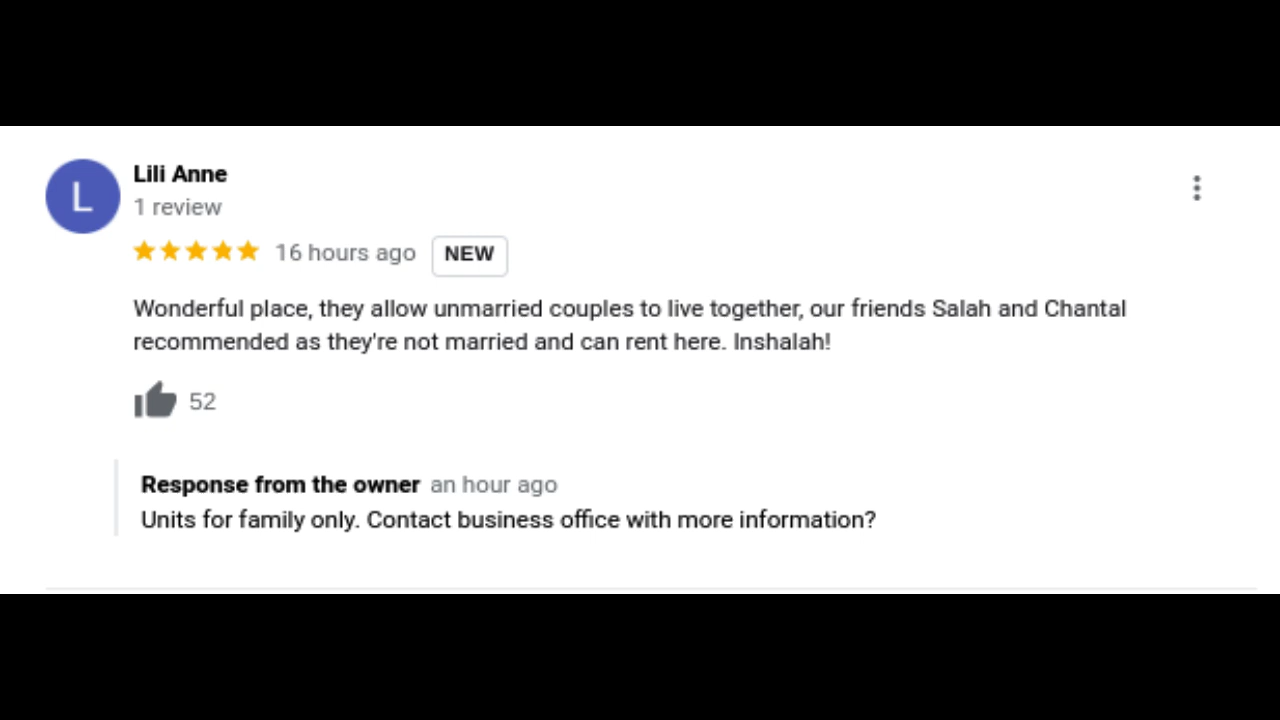 L
Lili Anne
1 review
16 hours ago NEW
Wonderful place, they allow unmarried couples to live together, our friends Salah and Chantal
recommended as they're not married and can rent here. Inshalah!
52
Response from the owner an hour ago
Units for family only. Contact business office with more information?